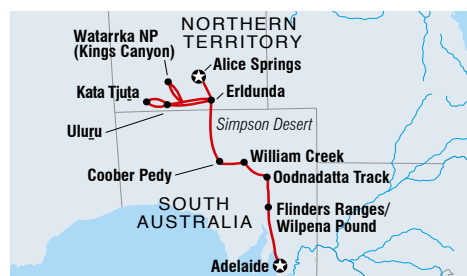 NORTHERN
TERRITORY
Watarrka NP
(Kings Canyon)
Alice Springs
Kata Tjuṯa
Erldunda
Uluṟu
Simpson Desert
William Creek
Coober Pedy
Oodnadatta Track
SOUTH
AUSTRALIA
Flinders Ranges/
Wilpena Pound
Adelaide